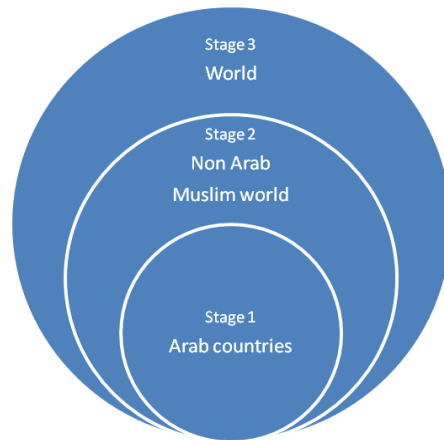 Stage 3
World
Stage 2
Non Arab
Muslim world
Stage 1
Arab countries